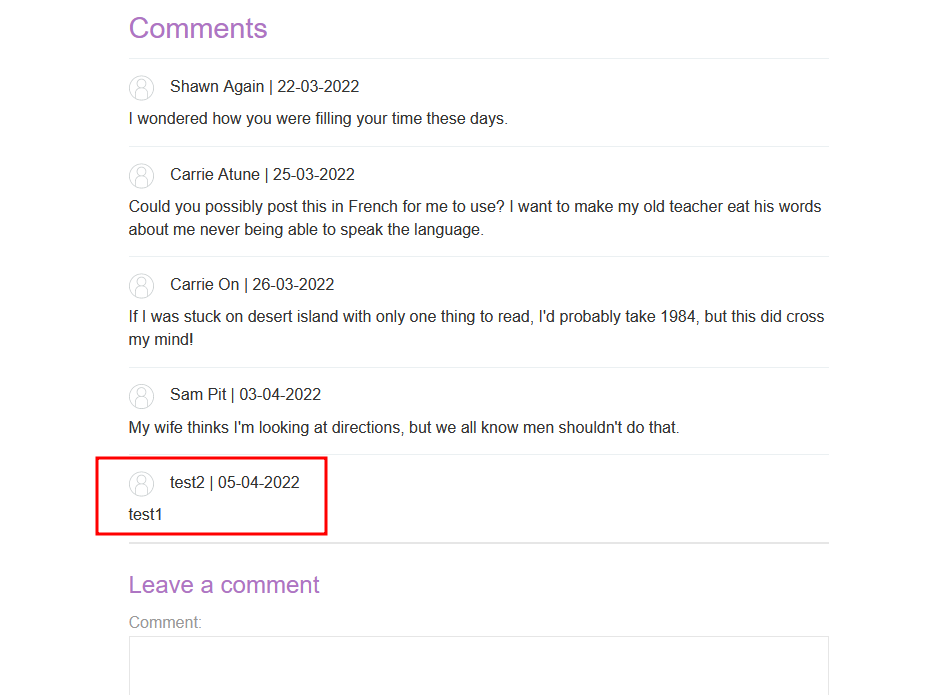 Comments
Shawn Again | 22-03-2022
I wondered how you were filling your time these days.
Carrie Atune | 25-03-2022
Could you possibly post this in French for me to use? I want to make my old teacher eat his words
about me never being able to speak the language.
Carrie On | 26-03-2022
If I was stuck on desert island with only one thing to read, I'd probably take 1984, but this did cross
my mind!
Sam Pit | 03-04-2022
My wife thinks I'm looking at directions, but we all know men shouldn't do that.
test2 | 05-04-2022
test1
Leave a comment
Comment: